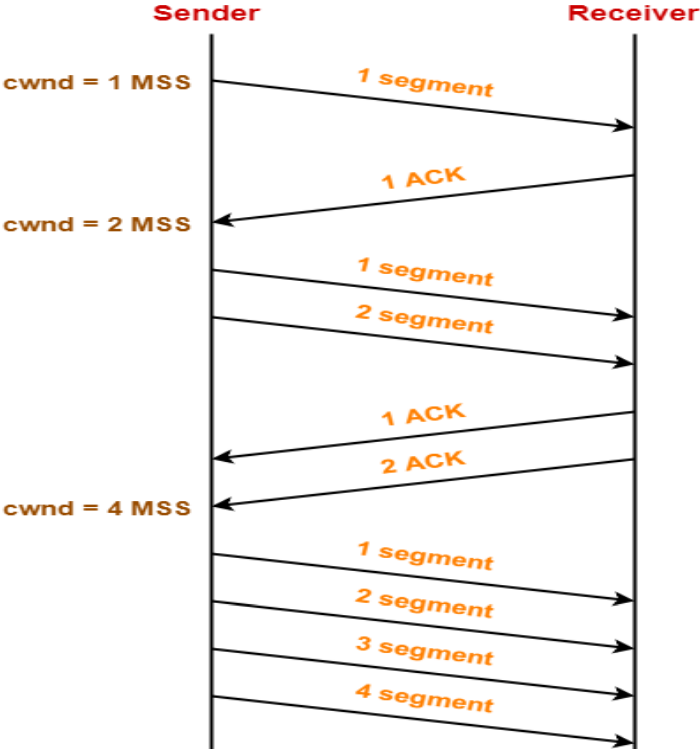 Sender Receiver
cwnd = 1 MSS
1 segment
1 ACK
cwnd = 2 MSS
1 segment
2 segment
1 ACK
2 ACK
cwnd = 4 MSS
1 segment
2 segment
3 segment
4 segment